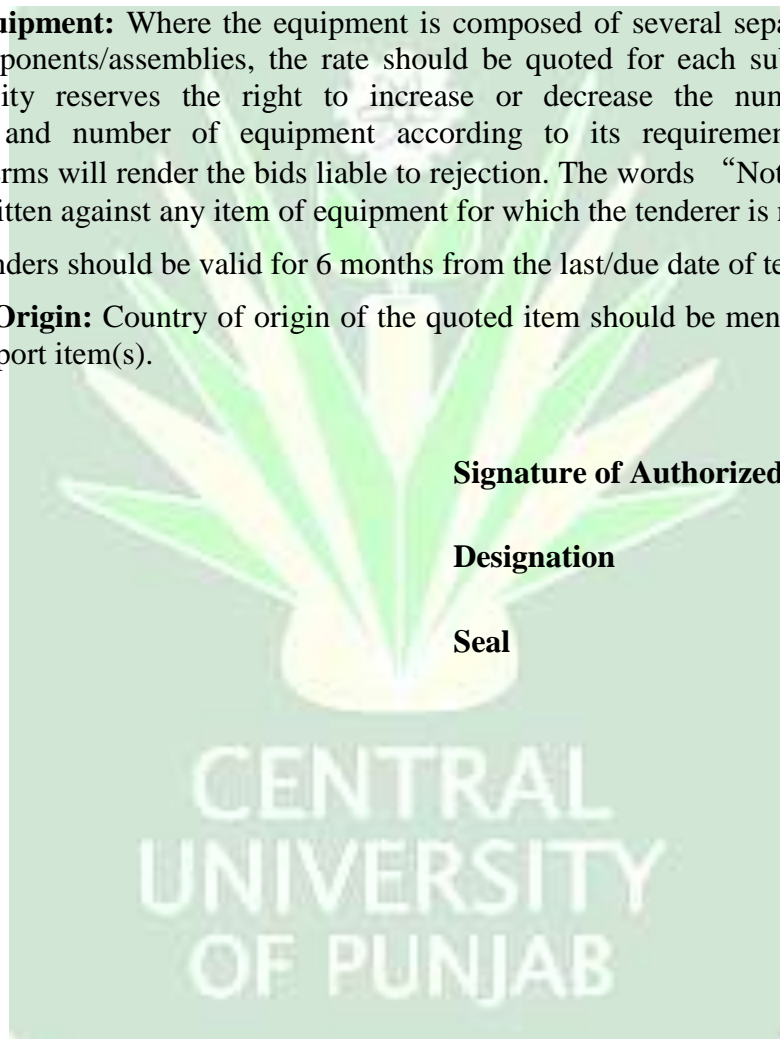 uipment: Where the equipment is composed of several sepa
ponents/assemblies, the rate should be quoted for each sul
ity reserves the right to increase or decrease the num
and number of equipment according to its requiremen
rms will render the bids liable to rejection. The words “Not
itten against any item of equipment for which the tenderer is r
nders should be valid for 6 months from the last/due date of te
Origin: Country of origin of the quoted item should be men
port item(s).
Signature of Authorized
Designation
Seal
CENTRAL
UNIVERSITY
OF PUNJAB